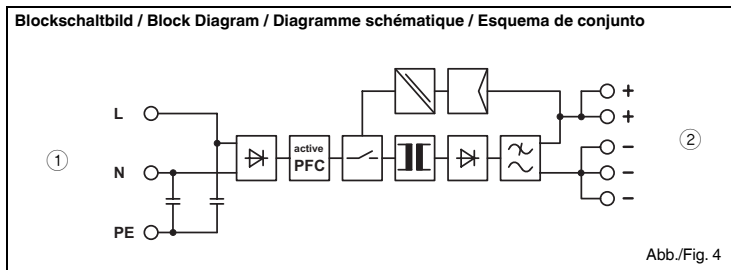 Blockschaltbild / Block Diagram / Diagramme schématique / Esquema de conjunto
L
+
+
active
PFC
1
2
N
−
−
−
PE
Abb./Fig. 4